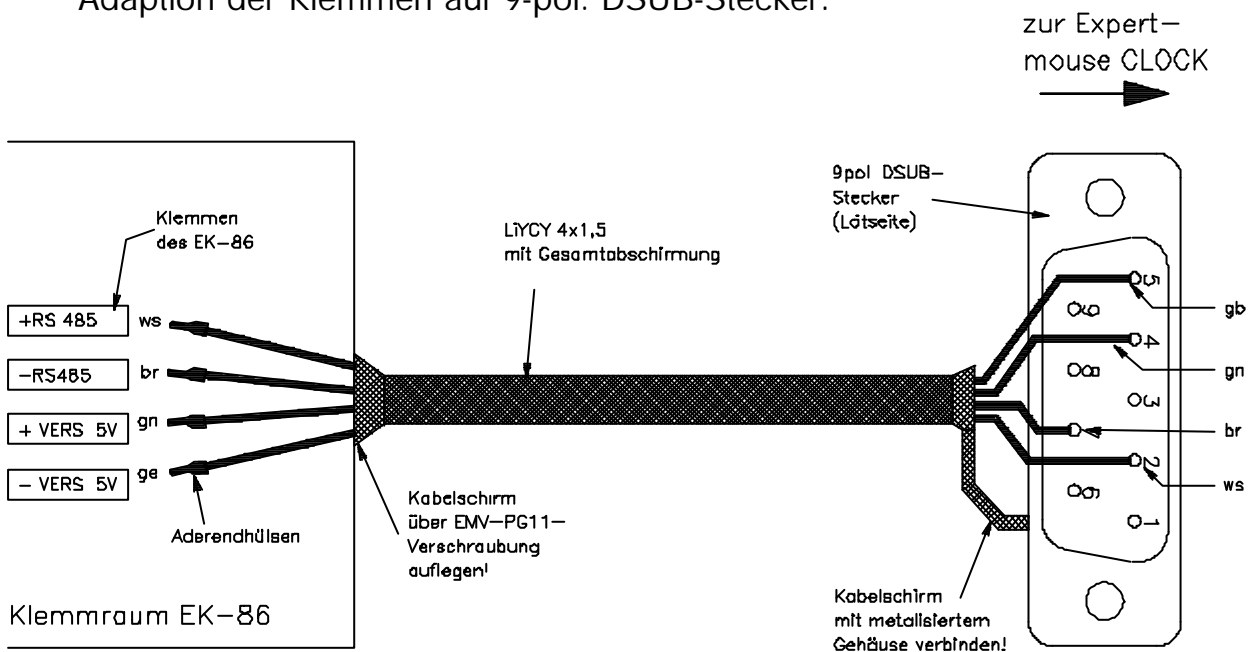 Adaption der Klemmen auf 9-pol. DSUB-Stecker:
zur Expert-
mouse CLOCK
9pol DSUB-
Stecker
(Lötseite)
Klemmen
des EK-86
LiYCY 4x1,5
mit Gesamtabschirmung
+RS 485
ws
-RS485
br
+ VERS 5V
gn
- VERS 5V
ge
Aderendhülsen
Kabelschirm
über EMV-PG11-
Verschraubung
auflegen!
Klemmraum EK-86
5
9
4
8
3
2
6
1
gb
gn
br
ws
Kabelschirm
mit metalisiertem
Gehäuse verbinden!